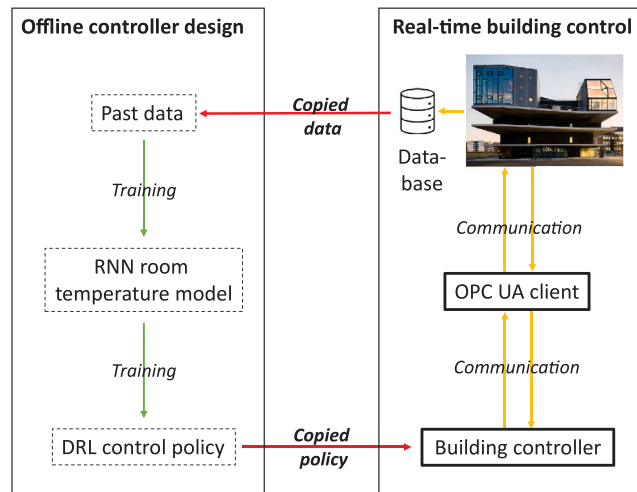 Offline controller design
Real-time building control
Past data
Copied
data
Data-
base
Training
Communication
RNN room
temperature model
OPC UA client
Training
Communication
DRL control policy
Copied
policy
Building controller